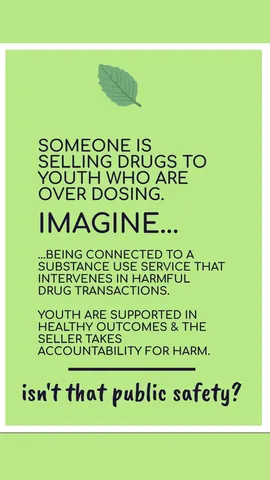 SOMEONE IS
SELLING DRUGS TO
YOUTH WHO ARE
OVER DOSING.
IMAGINE...
...BEING CONNECTED TO A
SUBSTANCE USE SERVICE THAT
INTERVENES IN HARMFUL
DRUG TRANSACTIONS.
YOUTH ARE SUPPORTED IN
HEALTHY OUTCOMES & THE
SELLER TAKES
ACCOUNTABILITY FOR HARM.
isn't that public safety?